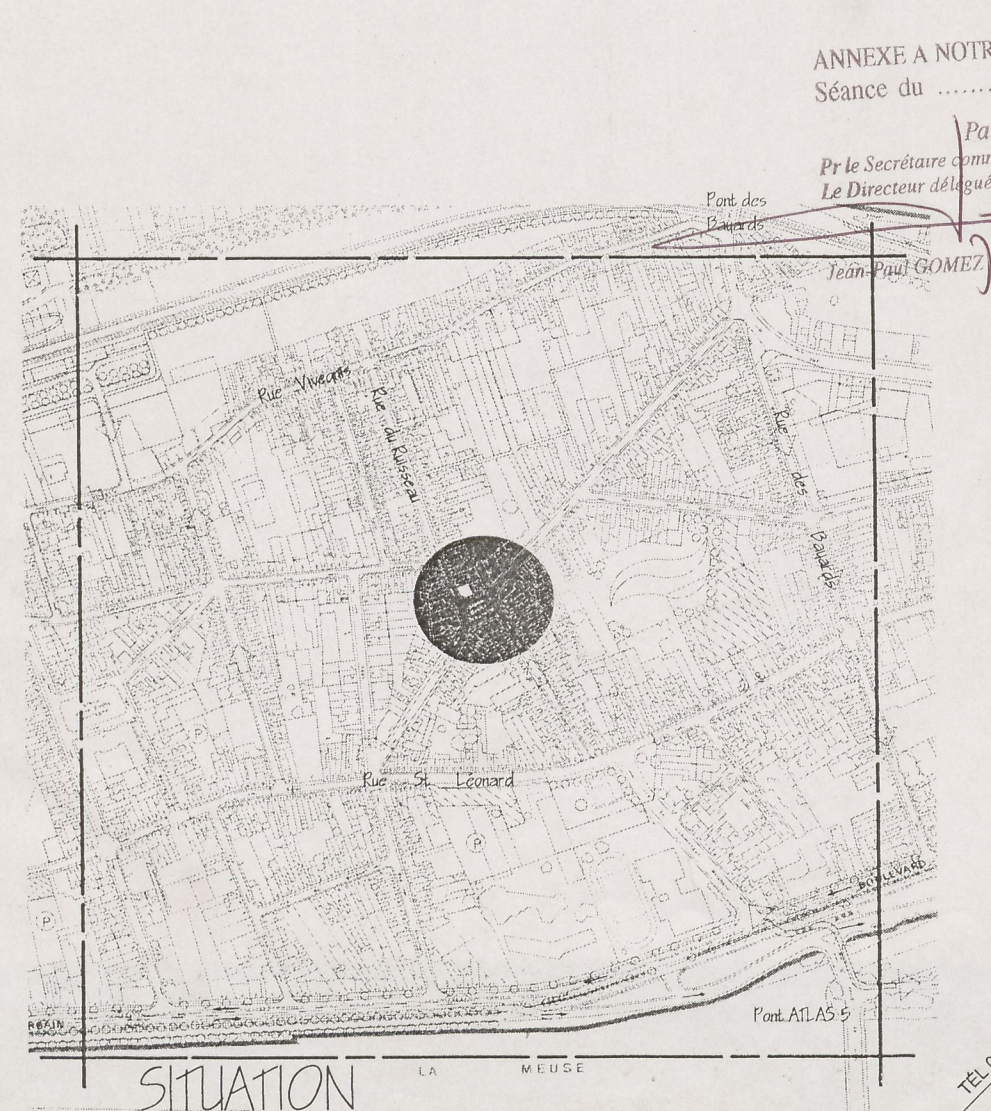 ANNEXE A NOTR
Séance du ........
Pa
Pr le Secrétaire comm
Le Directeur délégué
Jean-Paul GOMEZ
Pont des
Bayards
Rue Vivegnis
Rue du Ruisseau
Rue des Bayards
Rue St. Léonard
P
P
P
BOULEVARD
Pont ATLAS 5
LA MEUSE
SITUATION